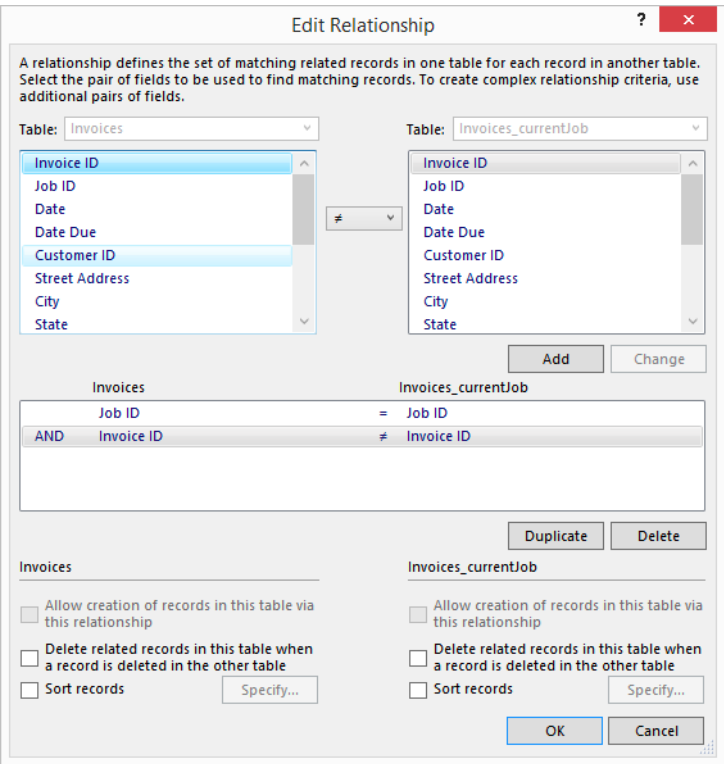 Edit Relationship
?
×
A relationship defines the set of matching related records in one table for each record in another table.
Select the pair of fields to be used to find matching records. To create complex relationship criteria, use
additional pairs of fields.
Table: Invoices
Table: Invoices_currentJob
Invoice ID
Job ID
Date
Date Due
Customer ID
Street Address
City
State
≠
Invoice ID
Job ID
Date
Date Due
Customer ID
Street Address
City
State
Add
Change
Invoices
Invoices_currentJob
Job ID = Job ID
AND Invoice ID ≠ Invoice ID
Duplicate
Delete
Invoices
Allow creation of records in this table via
this relationship
Delete related records in this table when
a record is deleted in the other table
Sort records
Specify...
Invoices_currentJob
Allow creation of records in this table via
this relationship
Delete related records in this table when
a record is deleted in the other table
Sort records
Specify...
OK
Cancel